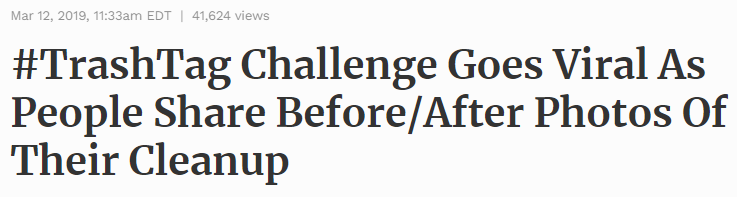 Mar 12, 2019, 11:33am EDT | 41,624 views
#TrashTag Challenge Goes Viral As
People Share Before/After Photos Of
Their Cleanup